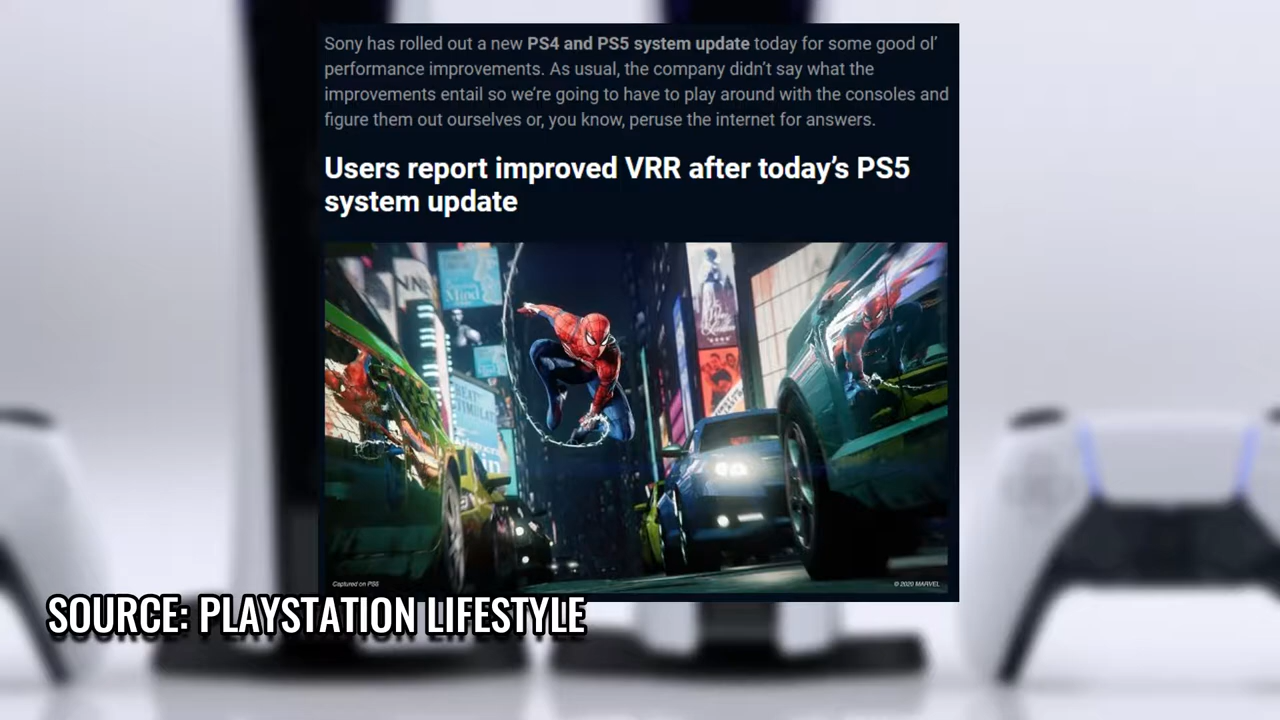 Sony has rolled out a new PS4 and PS5 system update today for some good ol'
performance improvements. As usual, the company didn't say what the
improvements entail so we're going to have to play around with the consoles and
figure them out ourselves or, you know, peruse the internet for answers.
Users report improved VRR after today's PS5
system update
Mind
Captured on PS5
© 2020 MARVEL
SOURCE: PLAYSTATION LIFESTYLE